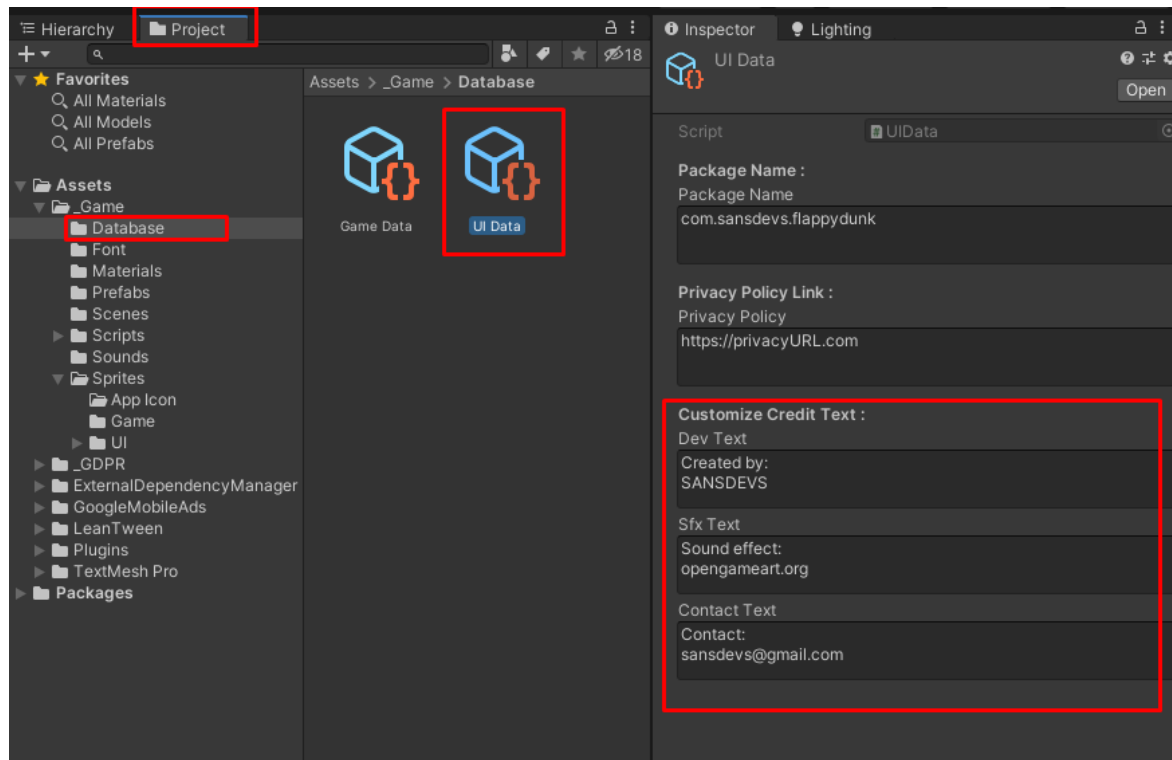 Hierarchy
Project
18
Favorites
All Materials
All Models
All Prefabs
Assets
_Game
Database
Font
Materials
Prefabs
Scenes
Scripts
Sounds
Sprites
App Icon
Game
UI
_GDPR
ExternalDependencyManager
GoogleMobileAds
LeanTween
Plugins
TextMesh Pro
Packages
Assets > _Game > Database
Game Data
UI Data
Inspector
Lighting
UI Data
Open
Script
UIData
Package Name :
Package Name
com.sansdevs.flappydunk
Privacy Policy Link :
Privacy Policy
https://privacyURL.com
Customize Credit Text :
Dev Text
Created by:
SANSDEVS
Sfx Text
Sound effect:
opengameart.org
Contact Text
Contact:
sansdevs@gmail.com